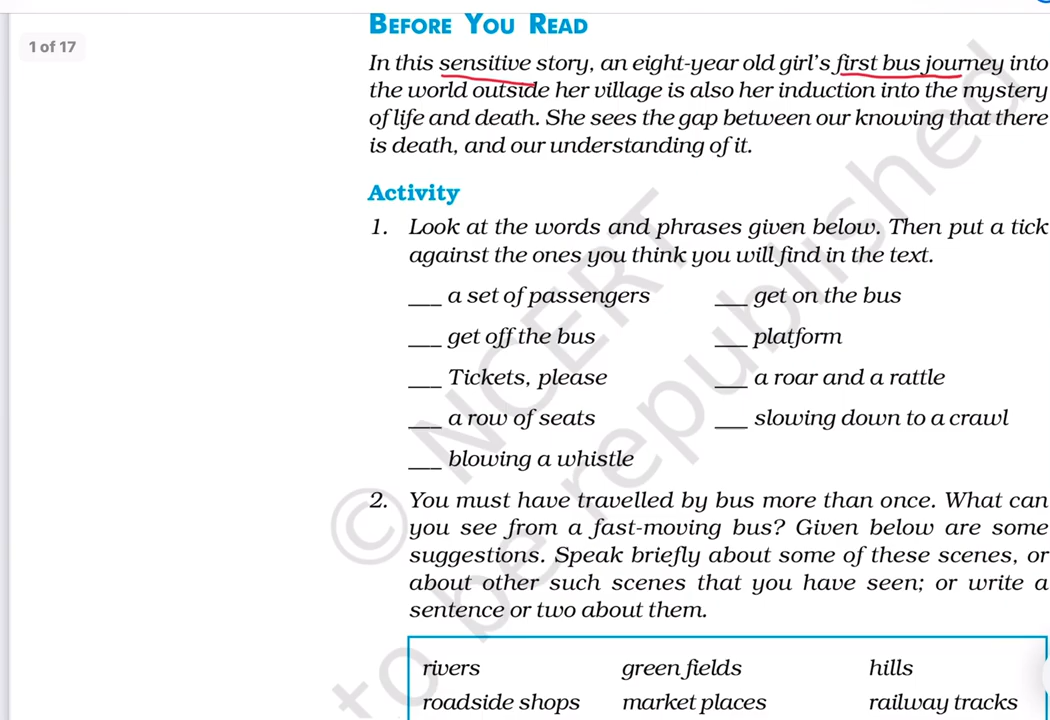 BEFORE YOU READ
1 of 17
In this sensitive story, an eight-year old girl's first bus journey into
the world outside her village is also her induction into the mystery
of life and death. She sees the gap between our knowing that there
is death, and our understanding of it.
Activity
1. Look at the words and phrases given below. Then put a tick
against the ones you think you will find in the text.
___ a set of passengers ___ get on the bus
___ get off the bus ___ platform
___ Tickets, please ___ a roar and a rattle
___ a row of seats ___ slowing down to a crawl
___ blowing a whistle
2. You must have travelled by bus more than once. What can
you see from a fast-moving bus? Given below are some
suggestions. Speak briefly about some of these scenes, or
about other such scenes that you have seen; or write a
sentence or two about them.
rivers green fields hills
roadside shops market places railway tracks
© NCERT
to be republished